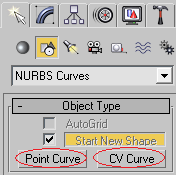 NURBS Curves
- Object Type
AutoGrid
Start New Shape
Point Curve CV Curve